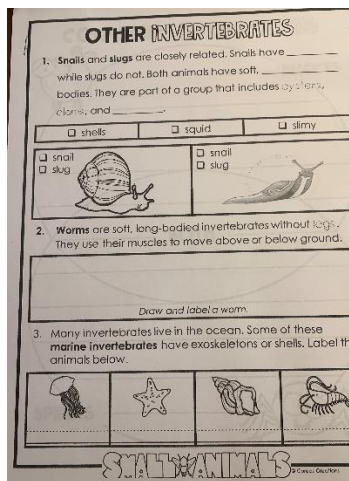 OTHER INVERTEBRATES
1. Snails and slugs are closely related. Snails have ________
while slugs do not. Both animals have soft, ________
bodies. They are part of a group that includes oysters,
clams, and ________.
shells squid slimy
snail
slug
snail
slug
2. Worms are soft, long-bodied invertebrates without legs.
They use their muscles to move above or below ground.
Draw and label a worm.
3. Many invertebrates live in the ocean. Some of these
marine invertebrates have exoskeletons or shells. Label th
animals below.
SMALL ANIMALS